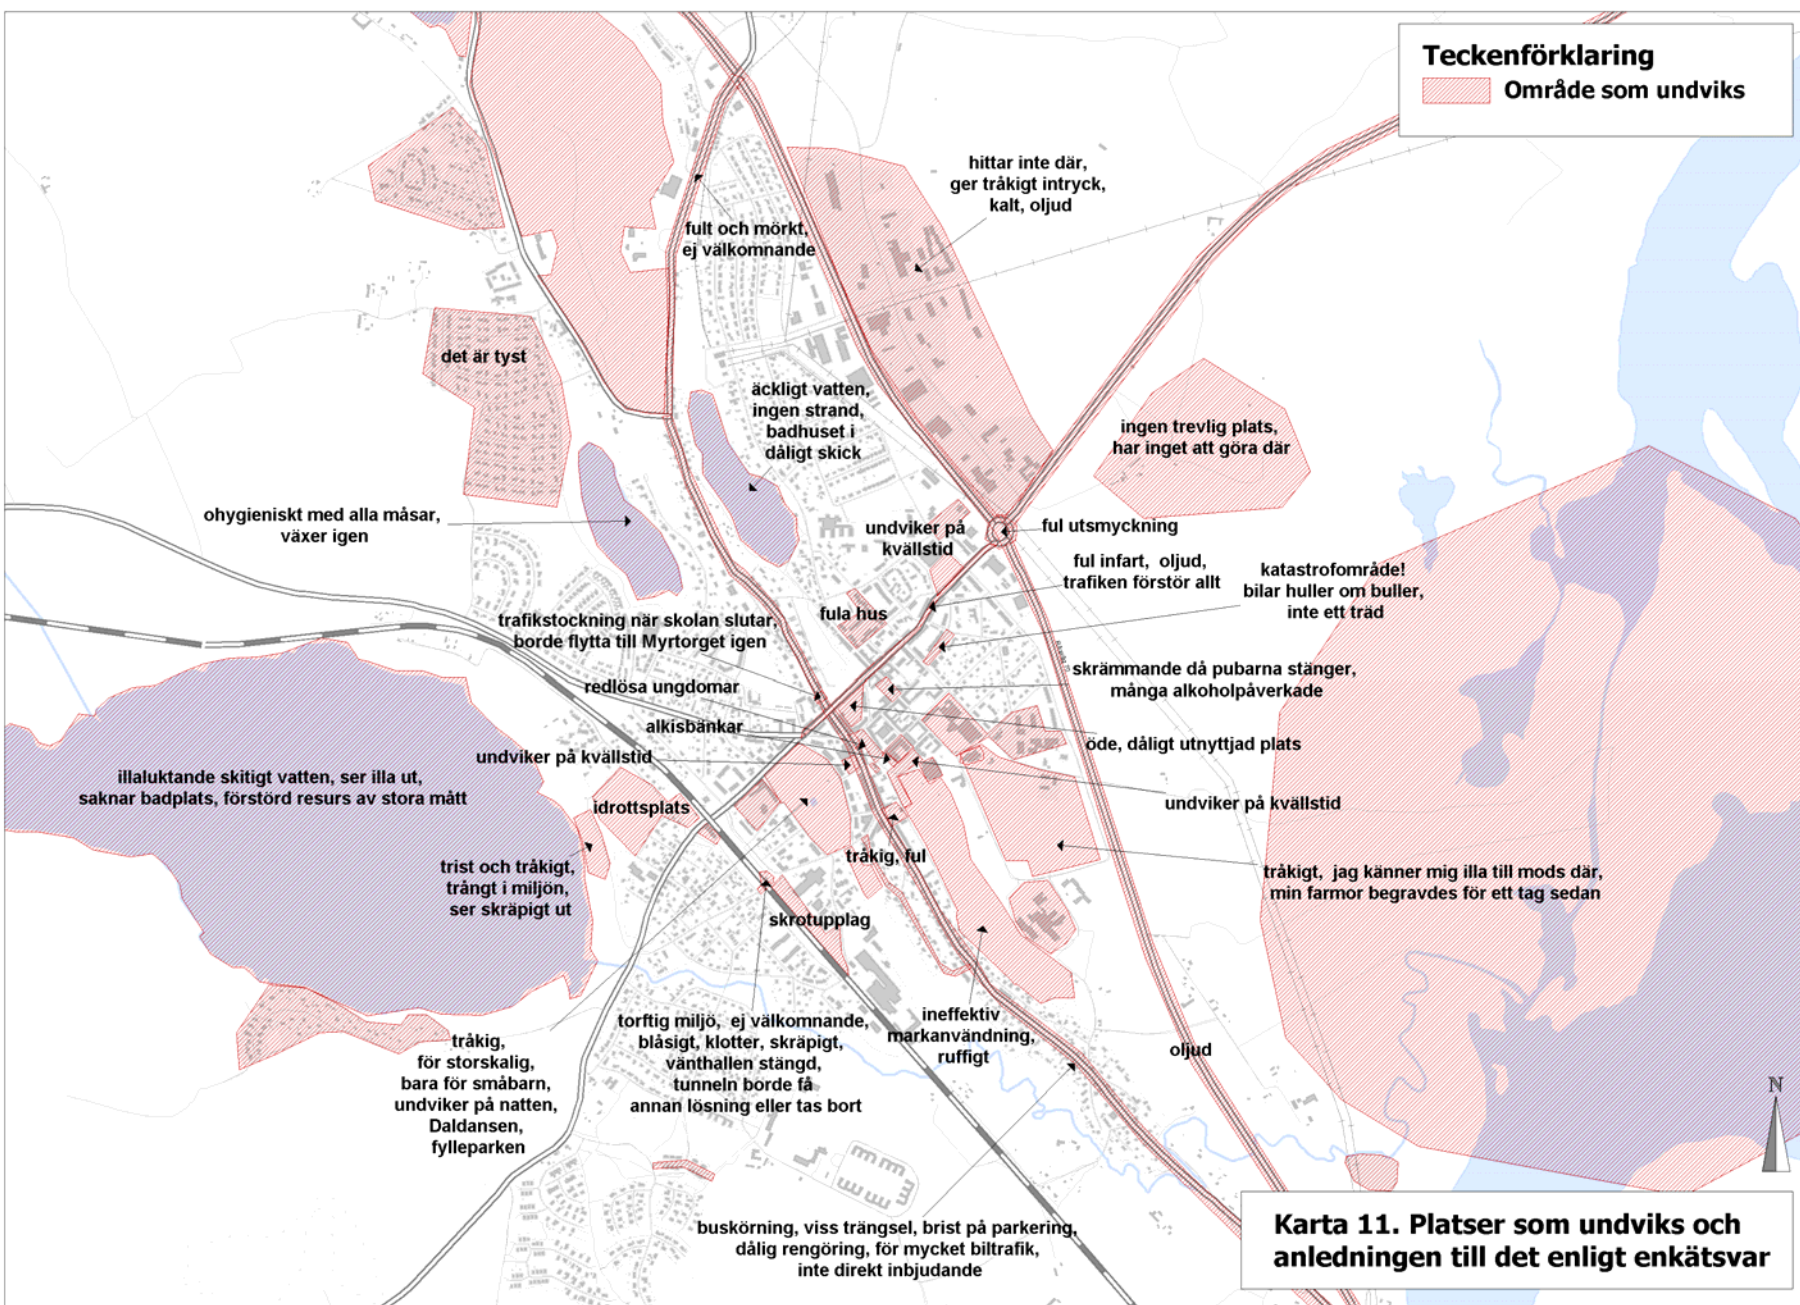 Teckenförklaring
Område som undviks
hittar inte där,
ger tråkigt intryck,
kalt, oljud
fult och mörkt,
ej välkomnande
det är tyst
äckligt vatten,
ingen strand,
badhuset i
dåligt skick
ingen trevlig plats,
har inget att göra där
ohygieniskt med alla måsar,
växer igen
undviker på
kvällstid
ful utsmyckning
ful infart, oljud,
trafiken förstör allt
katastrofområde!
bilar huller om buller,
inte ett träd
fula hus
trafikstockning när skolan slutar,
borde flytta till Myrtorget igen
skrämmande då pubarna stänger,
många alkoholpåverkade
redlösa ungdomar
alkisbänkar
öde, dåligt utnyttjad plats
undviker på kvällstid
illaluktande skitigt vatten, ser illa ut,
saknar badplats, förstörd resurs av stora mått
idrottsplats
undviker på kvällstid
tråkig, ful
trist och tråkigt,
trångt i miljön,
ser skräpigt ut
tråkigt, jag känner mig illa till mods där,
min farmor begravdes för ett tag sedan
skrotupplag
tråkig,
för storskalig,
bara för småbarn,
undviker på natten,
Daldansen,
fylleparken
torftig miljö, ej välkomnande,
blåsigt, klotter, skräpigt,
vänthallen stängd,
tunneln borde få
annan lösning eller tas bort
ineffektiv
markanvändning,
ruffigt
oljud
N
buskörning, viss trängsel, brist på parkering,
dålig rengöring, för mycket biltrafik,
inte direkt inbjudande
Karta 11. Platser som undviks och
anledningen till det enligt enkätsvar